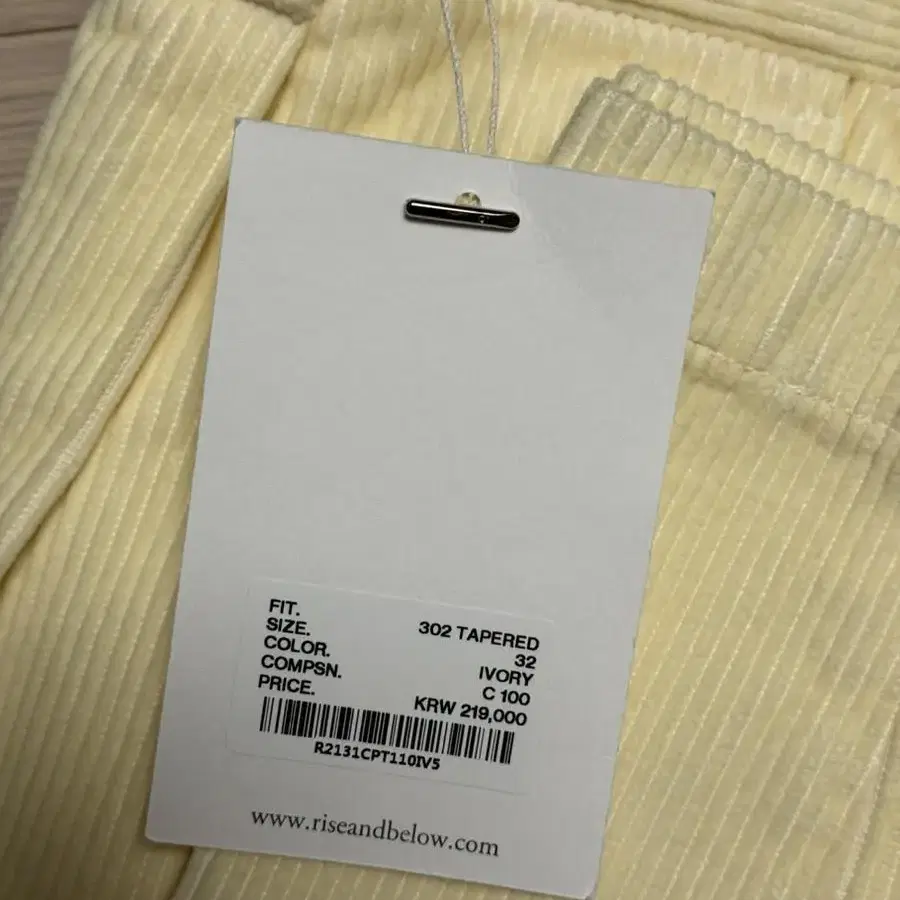 FIT. 302 TAPERED
SIZE. 32
COLOR. IVORY
COMPSN. C 100
PRICE. KRW 219,000
R2131CPT110IV5
www.riseandbelow.com